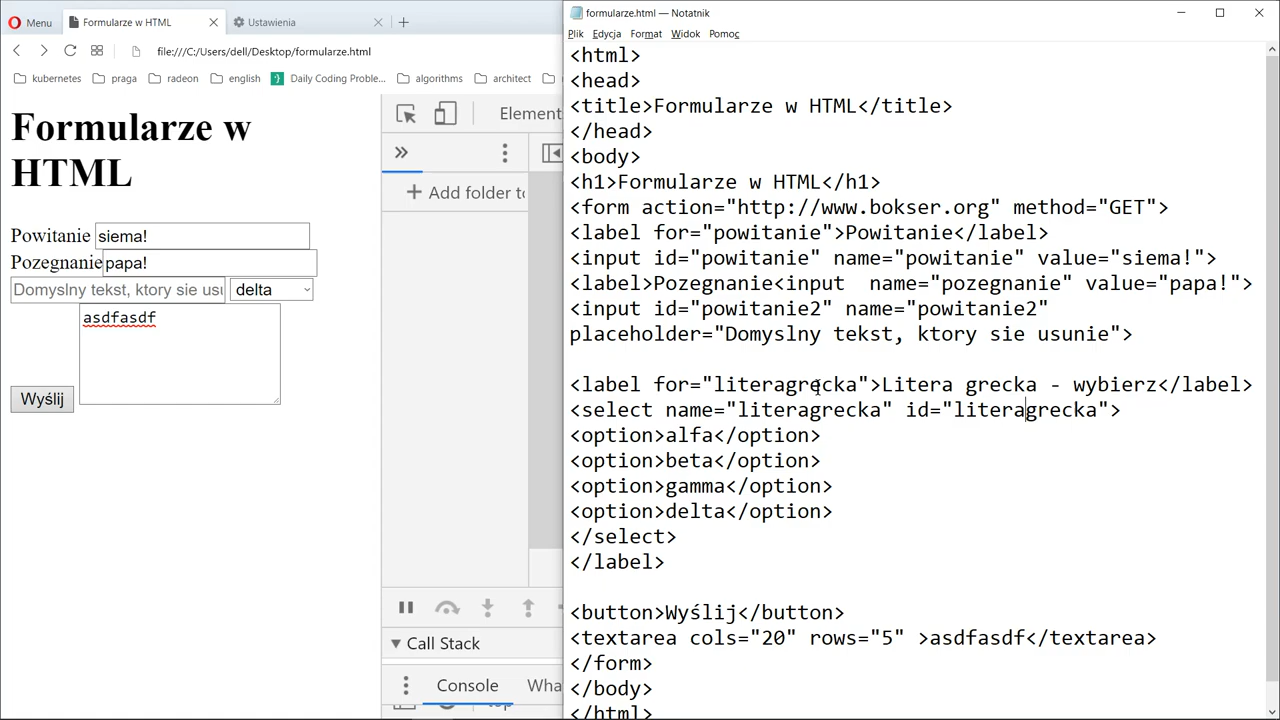 Menu
Formularze w HTML
Ustawienia
file:///C:/Users/dell/Desktop/formularze.html
kubernetes
praga
radeon
english
Daily Coding Proble...
algorithms
architect
Formularze w
HTML
Powitanie siema!
Pozegnanie papa!
Domyslny tekst, ktory sie usu delta
asdfasdf
Wyślij
Element
Add folder to
Call Stack
Console
Wha
top
formularze.html — Notatnik
Plik Edycja Format Widok Pomoc
<html>
<head>
<title>Formularze w HTML</title>
</head>
<body>
<h1>Formularze w HTML</h1>
<form action="http://www.bokser.org" method="GET">
<label for="powitanie">Powitanie</label>
<input id="powitanie" name="powitanie" value="siema!">
<label>Pozegnanie<input  name="pozegnanie" value="papa!">
<input id="powitanie2" name="powitanie2"
placeholder="Domyslny tekst, ktory sie usunie">
<label for="literagrecka">Litera grecka - wybierz</label>
<select name="literagrecka" id="literagrecka">
<option>alfa</option>
<option>beta</option>
<option>gamma</option>
<option>delta</option>
</select>
</label>
<button>Wyślij</button>
<textarea cols="20" rows="5" >asdfasdf</textarea>
</form>
</body>
</html>